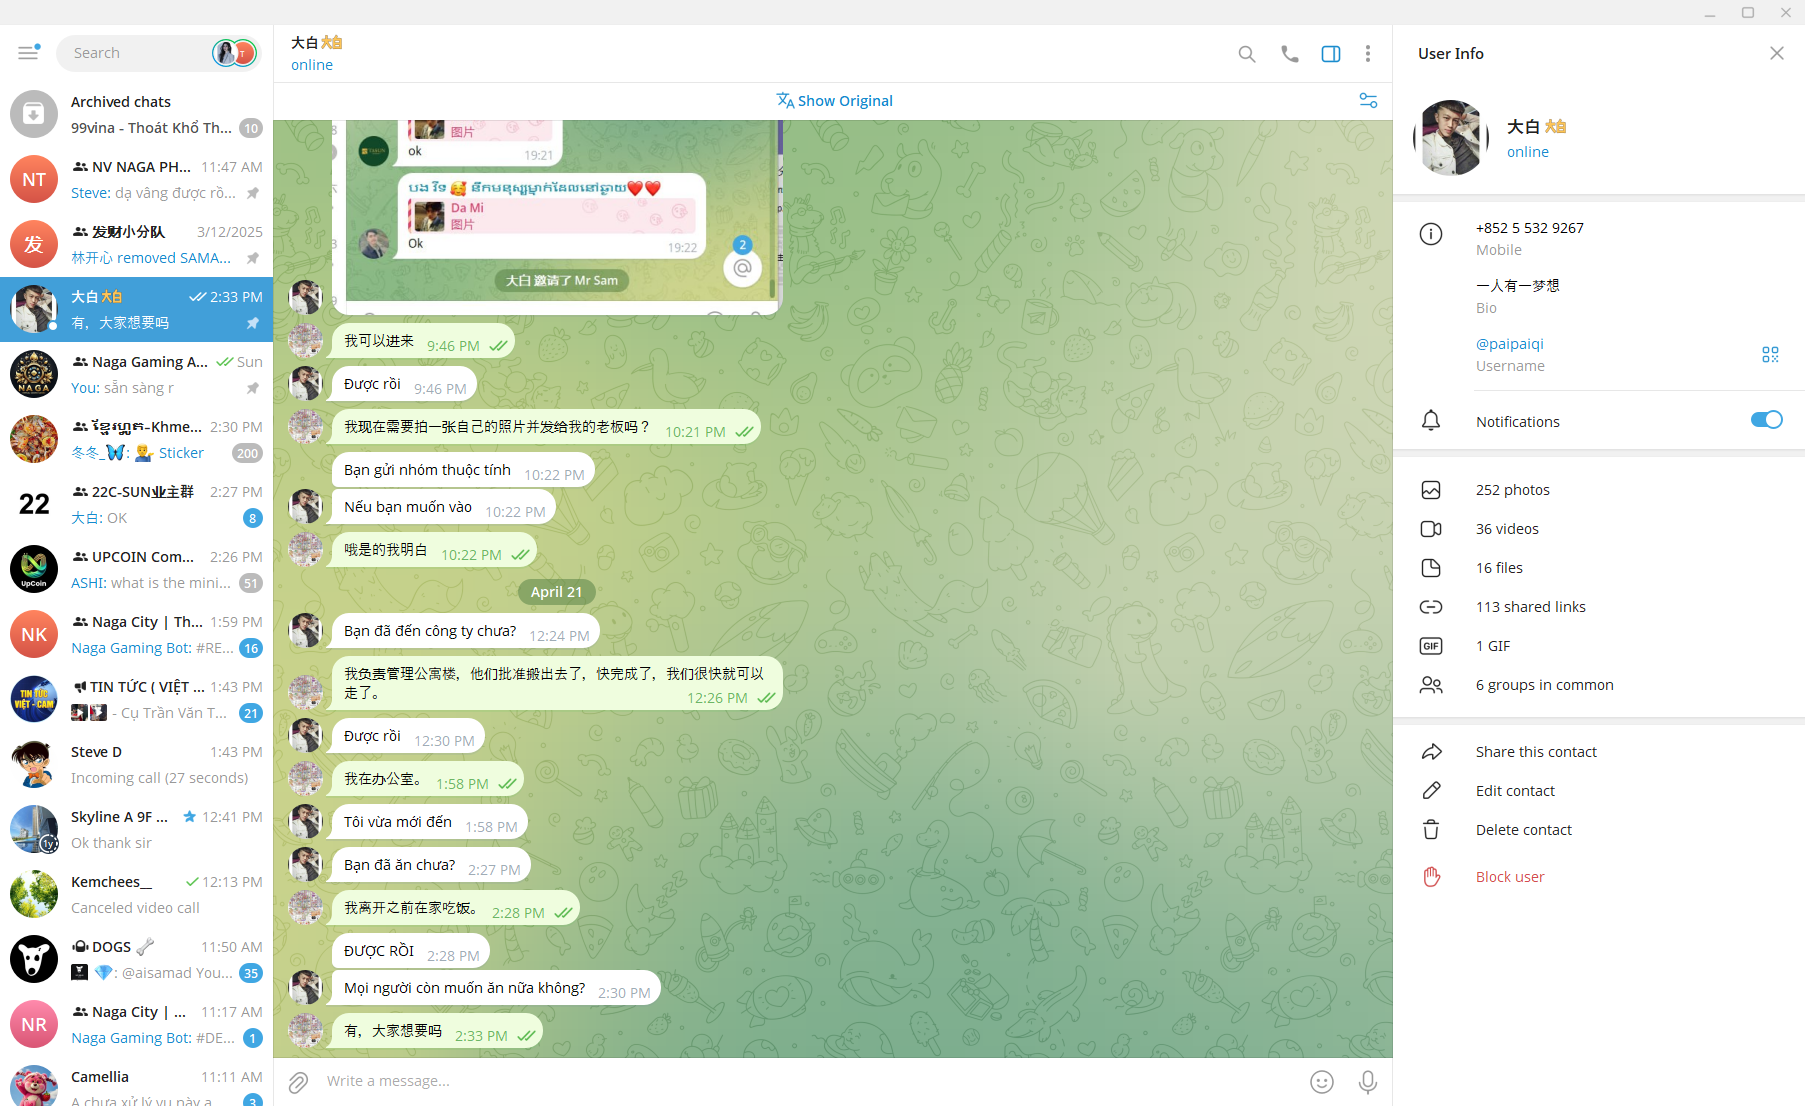 Search
T
Archived chats
99vina - Thoát Khổ Th...
10
NT
NV NAGA PH...
11:47 AM
Steve: dạ vâng được rồ...
发
发财小分队
3/12/2025
林开心 removed SAMA...
大白 大白
2:33 PM
有，大家想要吗
NAGA
Naga Gaming A...
Sun
You: sẵn sàng r
2:30 PM
冬冬_🦋: 💁‍♂️ Sticker
200
22
22C-SUN业主群
2:27 PM
大白: OK
8
UpCoin
UPCOIN Com...
2:26 PM
ASHI: what is the mini...
51
NK
Naga City | Th...
1:59 PM
Naga Gaming Bot: #RE...
16
TIN TỨC
VIỆT - CAM
TIN TỨC ( VIỆT ...
1:43 PM
- Cụ Trần Văn T...
21
Steve D
1:43 PM
Incoming call (27 seconds)
1y
Skyline A 9F ...
12:41 PM
Ok thank sir
Kemchees__
12:13 PM
Canceled video call
DOGS 🦴
11:50 AM
💎: @aisamad You...
35
NR
Naga City | ...
11:17 AM
Naga Gaming Bot: #DE...
1
Camellia
11:11 AM
A chưa xử lý vụ này a
3
大白 大白
online
Show Original
图片
ok
19:21
Da Mi
图片
Ok
19:22
2
@
大白 邀请了 Mr Sam
我可以进来
9:46 PM
Được rồi
9:46 PM
我现在需要拍一张自己的照片并发给我的老板吗？
10:21 PM
Bạn gửi nhóm thuộc tính
10:22 PM
Nếu bạn muốn vào
10:22 PM
哦是的我明白
10:22 PM
April 21
Bạn đã đến công ty chưa?
12:24 PM
我负责管理公寓楼，他们批准搬出去了，快完成了，我们很快就可以
走了。
12:26 PM
Được rồi
12:30 PM
我在办公室。
1:58 PM
Tôi vừa mới đến
1:58 PM
Bạn đã ăn chưa?
2:27 PM
我离开之前在家吃饭。
2:28 PM
ĐƯỢC RỒI
2:28 PM
Mọi người còn muốn ăn nữa không?
2:30 PM
有，大家想要吗
2:33 PM
Write a message...
User Info
大白 大白
online
+852 5 532 9267
Mobile
一人有一梦想
Bio
@paipaiqi
Username
Notifications
252 photos
36 videos
16 files
113 shared links
GIF
1 GIF
6 groups in common
Share this contact
Edit contact
Delete contact
Block user